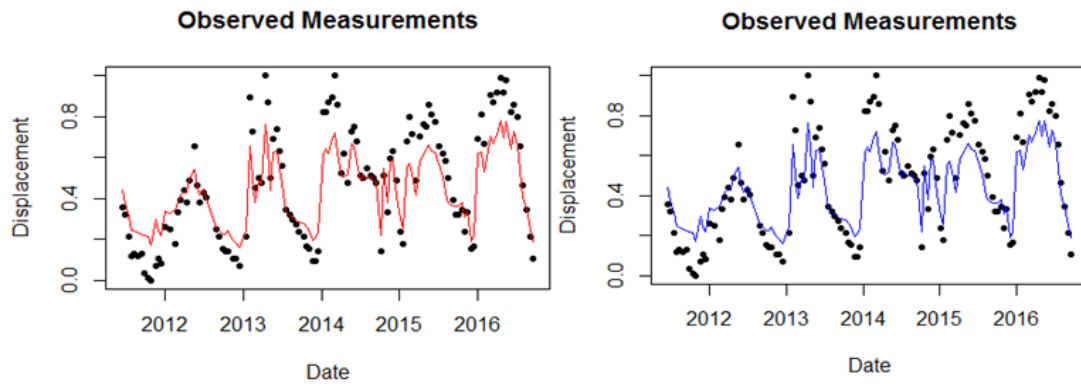 Observed Measurements
Displacement
0.8
0.4
0.0
2012 2013 2014 2015 2016
Date
Observed Measurements
Displacement
0.8
0.4
0.0
2012 2013 2014 2015 2016
Date